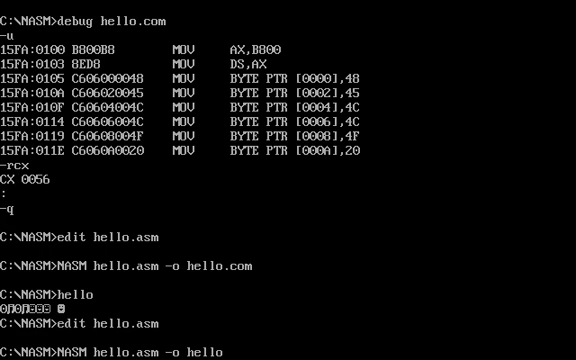 C:\NASM>debug hello.com
-u
15FA:0100 B800B8 MOV AX,B800
15FA:0103 8ED8 MOV DS,AX
15FA:0105 C606000048 MOV BYTE PTR [0000],48
15FA:010A C606020045 MOV BYTE PTR [0002],45
15FA:010F C60604004C MOV BYTE PTR [0004],4C
15FA:0114 C60606004C MOV BYTE PTR [0006],4C
15FA:0119 C60608004F MOV BYTE PTR [0008],4F
15FA:011E C6060A0020 MOV BYTE PTR [000A],20
-rcx
CX 0056
:
-q
C:\NASM>edit hello.asm
C:\NASM>NASM hello.asm -o hello.com
C:\NASM>hello
C:\NASM>edit hello.asm
C:\NASM>NASM hello.asm -o hello